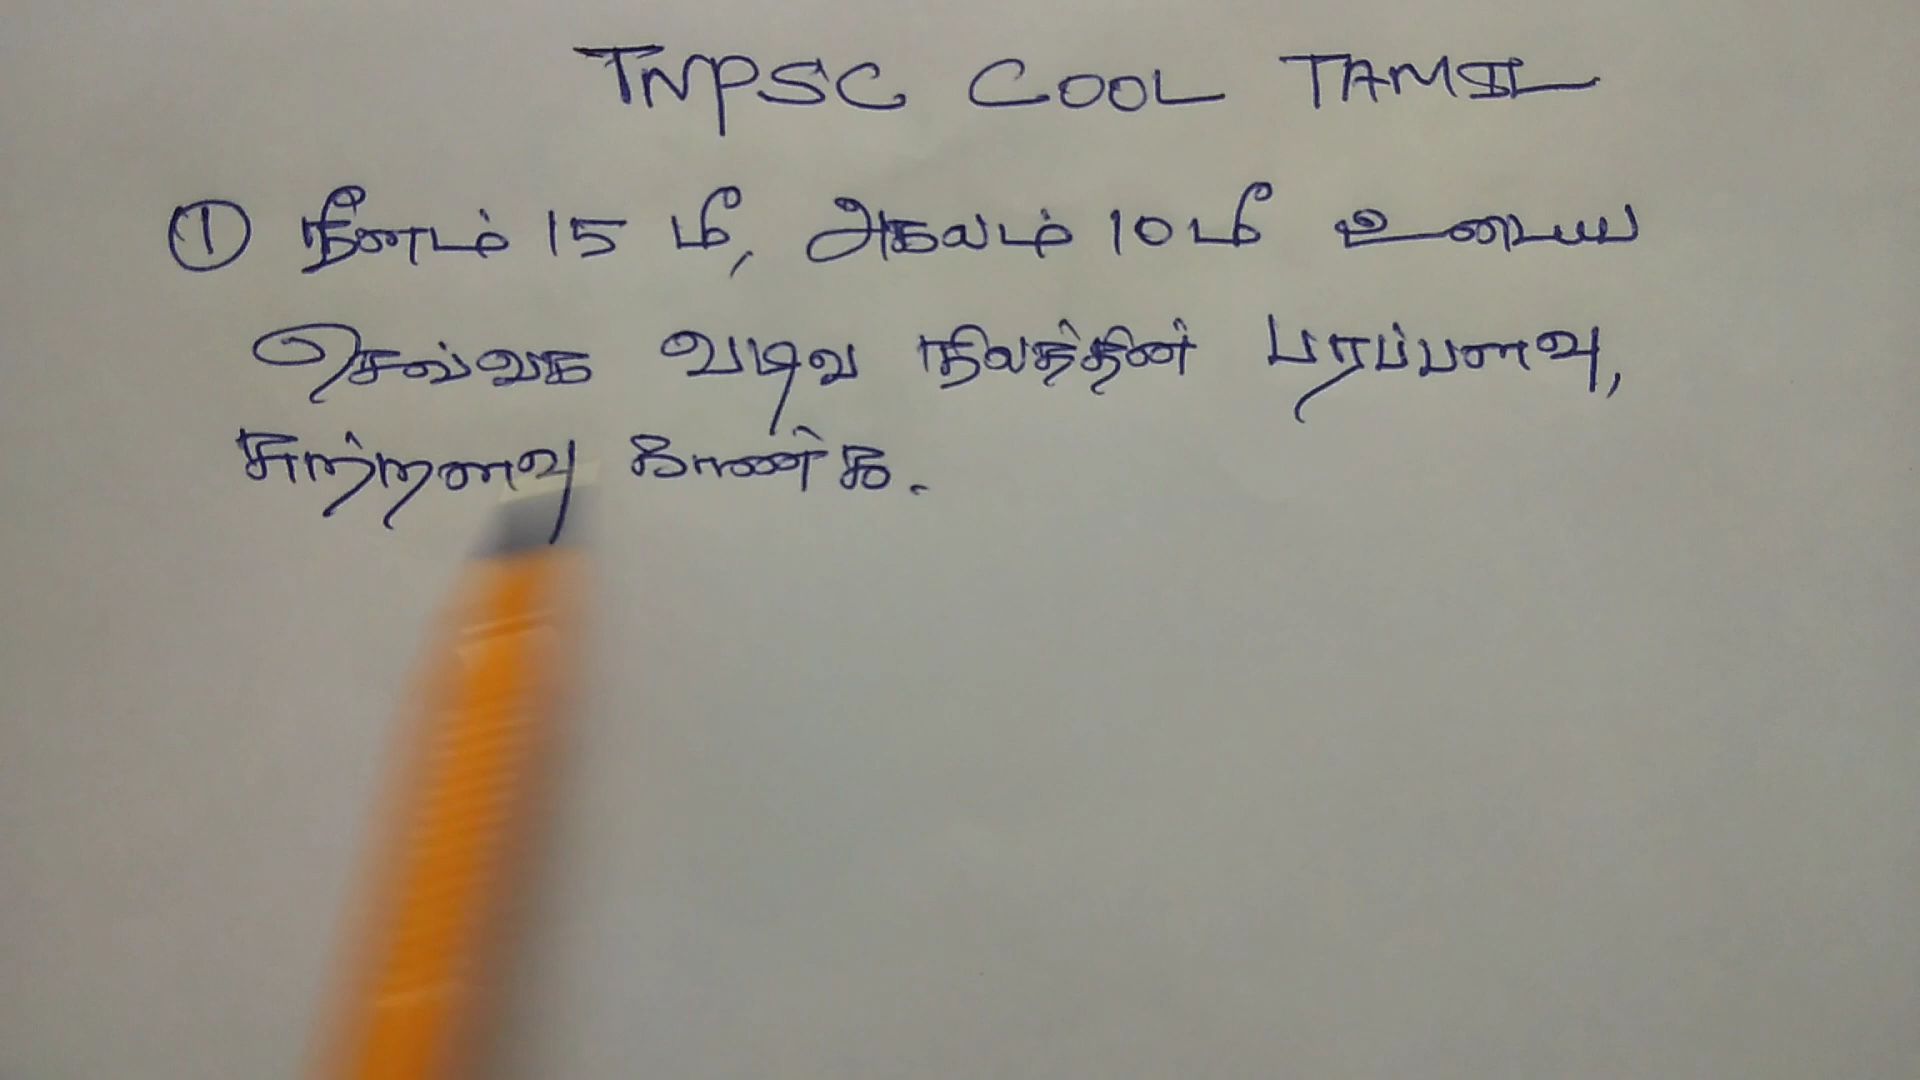 TNPSC COOL TAMIL
① நீளம் 15 மீ, அகலம் 10 மீ உடைய
செவ்வக வடிவ நிலத்தின் பரப்பளவு,
சுற்றளவு காண்க.